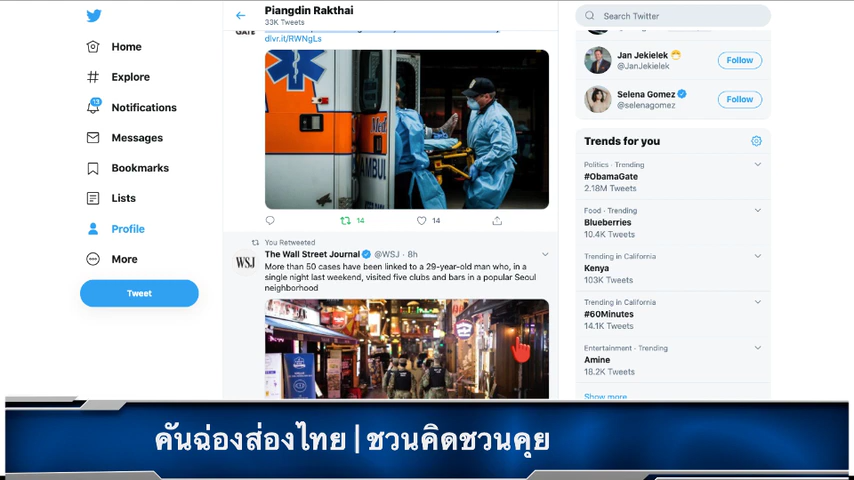 Home
Explore
13
Notifications
Messages
Bookmarks
Lists
Profile
More
Tweet
Piangdin Rakthai
33K Tweets
GATE
dlvr.it/RWNgLs
14
14
You Retweeted
WSJ
The Wall Street Journal @WSJ · 8h
More than 50 cases have been linked to a 29-year-old man who, in a
single night last weekend, visited five clubs and bars in a popular Seoul
neighborhood
Search Twitter
Jan Jekielek
@JanJekielek
Follow
Selena Gomez
@selenagomez
Follow
Trends for you
Politics · Trending
#ObamaGate
2.18M Tweets
Food · Trending
Blueberries
10.4K Tweets
Trending in California
Kenya
103K Tweets
Trending in California
#60Minutes
14.1K Tweets
Entertainment · Trending
Amine
18.2K Tweets
Show more
คันฉ่องส่องไทย | ชวนคิดชวนคุย